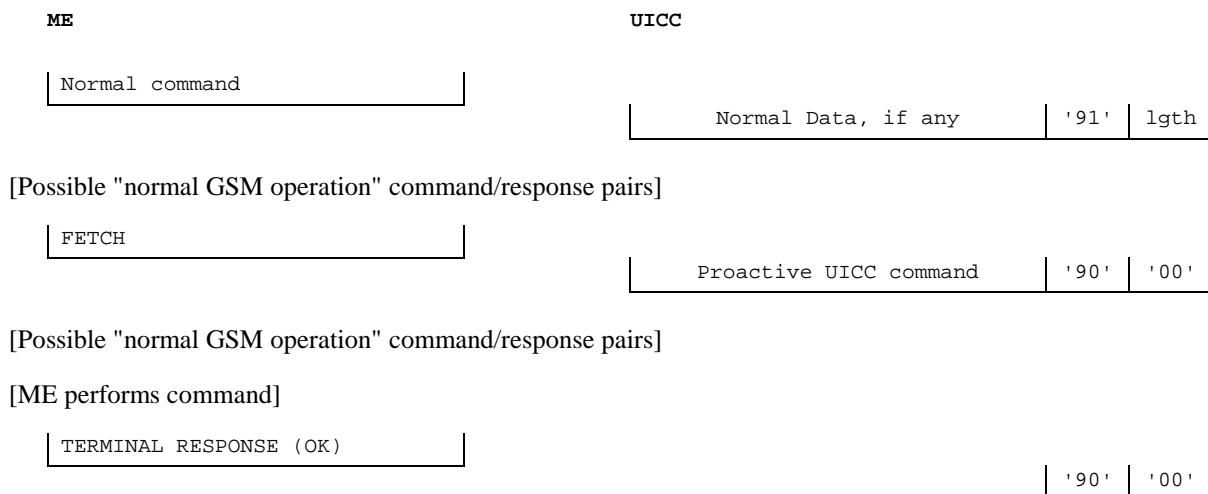 ME UICC
Normal command
Normal Data, if any '91' lgth
[Possible "normal GSM operation" command/response pairs]
FETCH
Proactive UICC command '90' '00'
[Possible "normal GSM operation" command/response pairs]
[ME performs command]
TERMINAL RESPONSE (OK)
'90' '00'